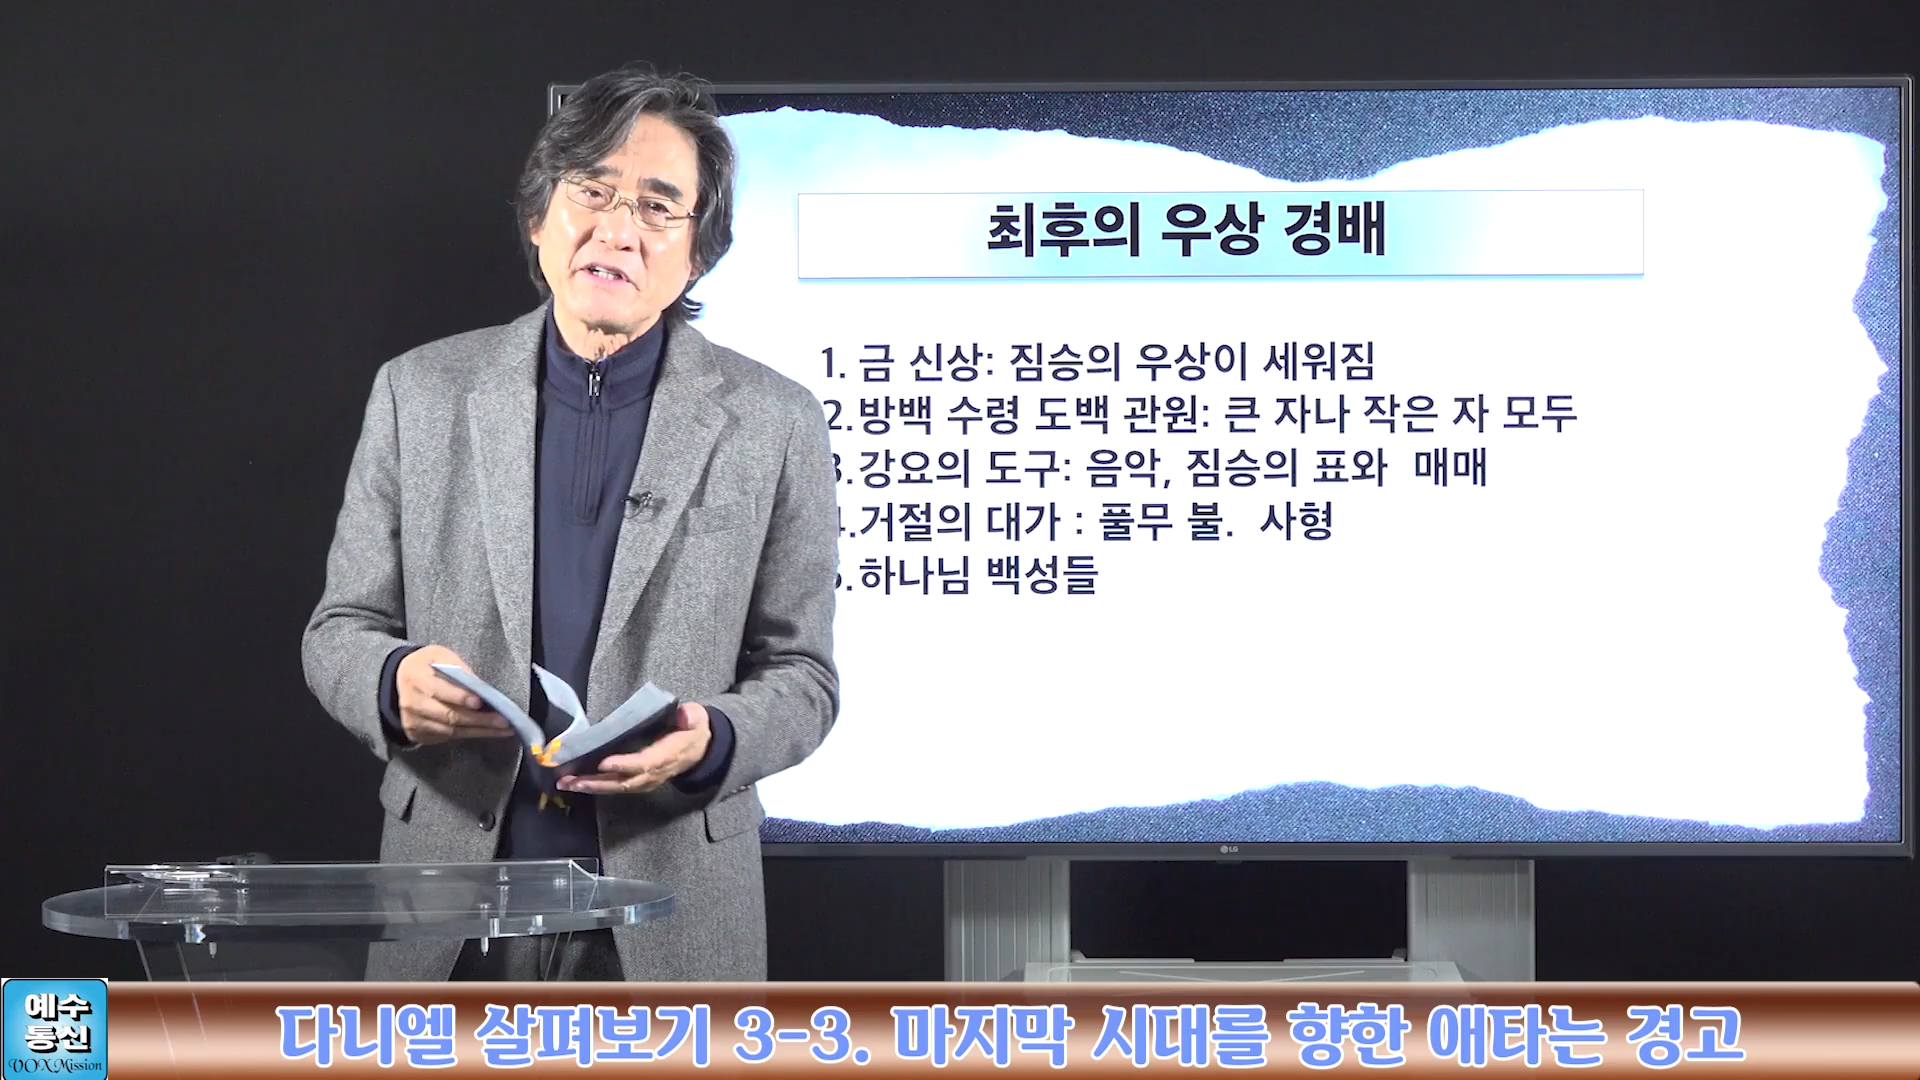 최후의 우상 경배
1. 금 신상: 짐승의 우상이 세워짐
2.방백 수령 도백 관원: 큰 자나 작은 자 모두
3.강요의 도구: 음악, 짐승의 표와 매매
4.거절의 대가 : 풀무 불. 사형
5.하나님 백성들
LG
예수
통신
VOXMission
다니엘 살펴보기 3-3. 마지막 시대를 향한 애타는 경고